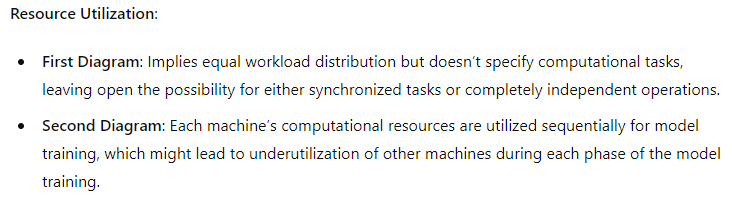 Resource Utilization:
• First Diagram: Implies equal workload distribution but doesn't specify computational tasks,
leaving open the possibility for either synchronized tasks or completely independent operations.
• Second Diagram: Each machine's computational resources are utilized sequentially for model
training, which might lead to underutilization of other machines during each phase of the model
training.